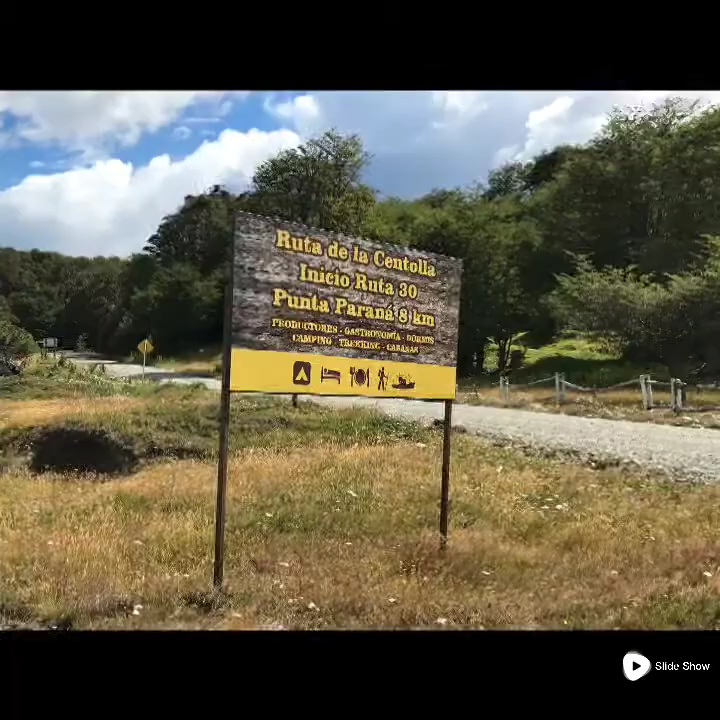 Ruta de la Centolla
Inicio Ruta 30
Punta Paraná 8 km
PRODUCTORES - GASTRONOMÍA - DORMIS
CAMPING - TREKKING - CABAÑAS
Slide Show